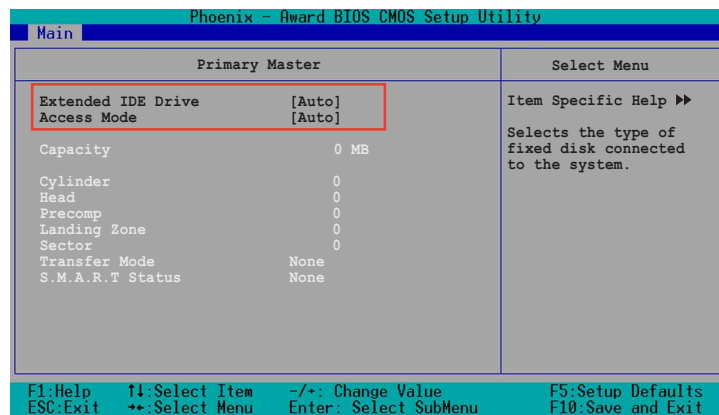 Phoenix - Award BIOS CMOS Setup Utility
Main
Primary Master
Select Menu
Extended IDE Drive [Auto]
Access Mode [Auto]
Capacity 0 MB
Cylinder 0
Head 0
Precomp 0
Landing Zone 0
Sector 0
Transfer Mode None
S.M.A.R.T Status None
Item Specific Help ▶▶
Selects the type of
fixed disk connected
to the system.
F1:Help ↑↓:Select Item -/+: Change Value F5:Setup Defaults
ESC:Exit →←:Select Menu Enter: Select SubMenu F10:Save and Exit